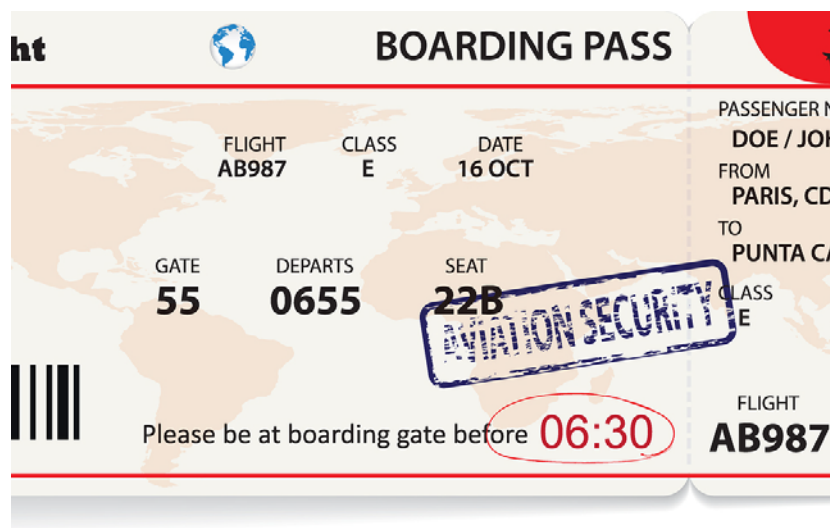 ht
BOARDING PASS
FLIGHT CLASS DATE
AB987 E 16 OCT
GATE DEPARTS SEAT
55 0655 22B
AVIATION SECURITY
Please be at boarding gate before 06:30
PASSENGER N
DOE / JOH
FROM
PARIS, CD
TO
PUNTA CA
CLASS
E
FLIGHT
AB987